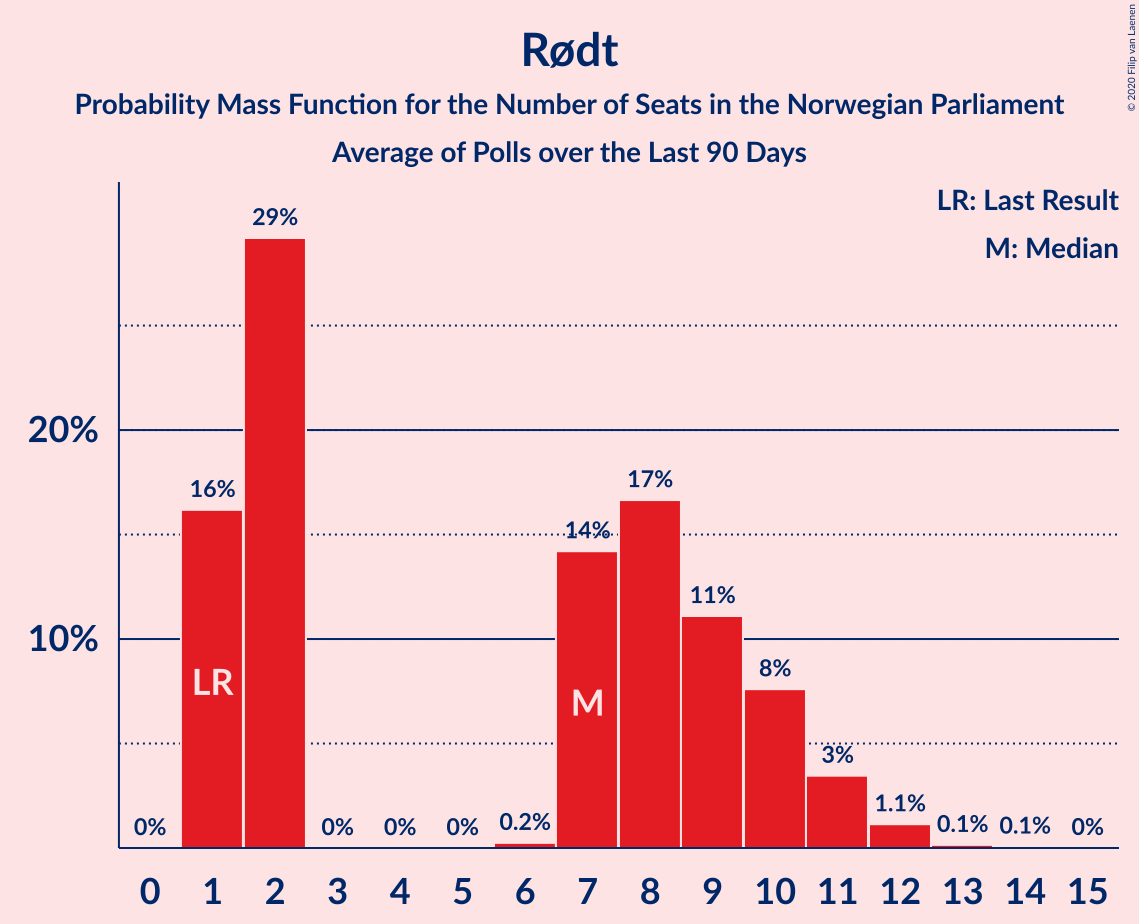 Rødt
Probability Mass Function for the Number of Seats in the Norwegian Parliament
Average of Polls over the Last 90 Days
© 2020 Filip van Laenen
LR: Last Result
M: Median
20%
10%
0% 16% 29% 0% 0% 0% 0.2% 14% 17% 11% 8% 3% 1.1% 0.1% 0.1% 0%
LR M
0 1 2 3 4 5 6 7 8 9 10 11 12 13 14 15